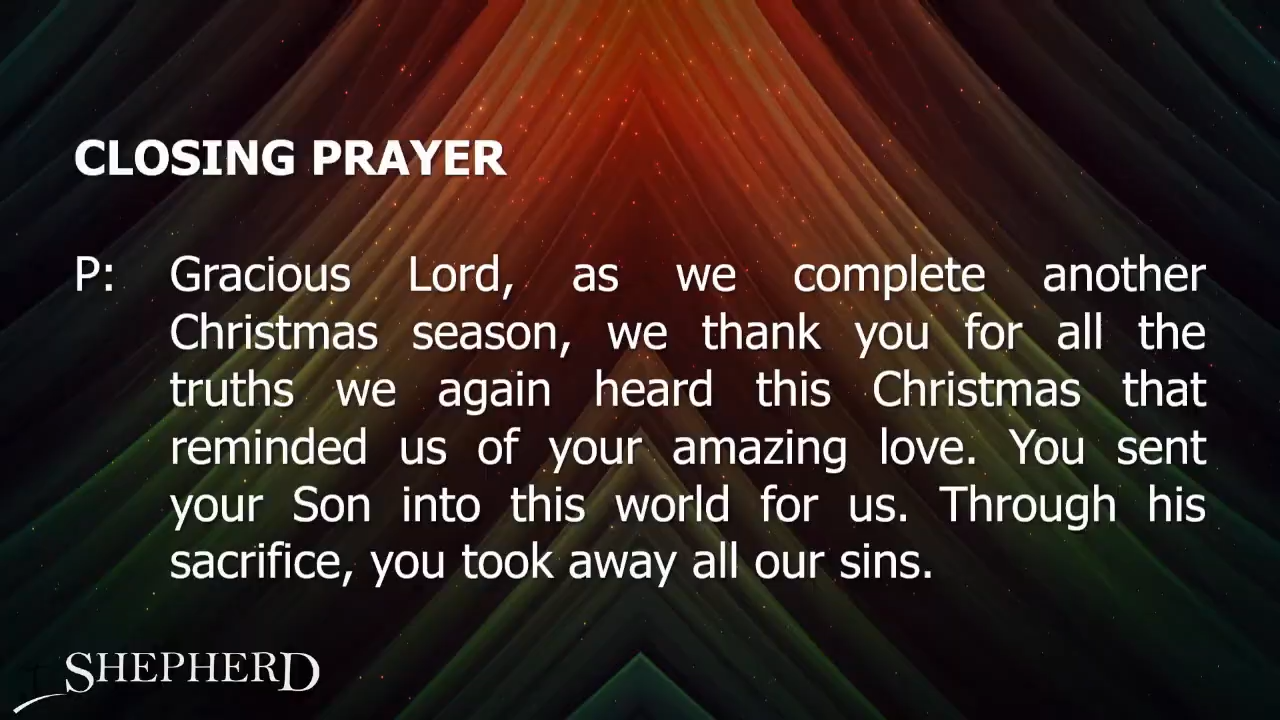 CLOSING PRAYER
P: Gracious Lord, as we complete another
Christmas season, we thank you for all the
truths we again heard this Christmas that
reminded us of your amazing love. You sent
your Son into this world for us. Through his
sacrifice, you took away all our sins.
SHEPHERD